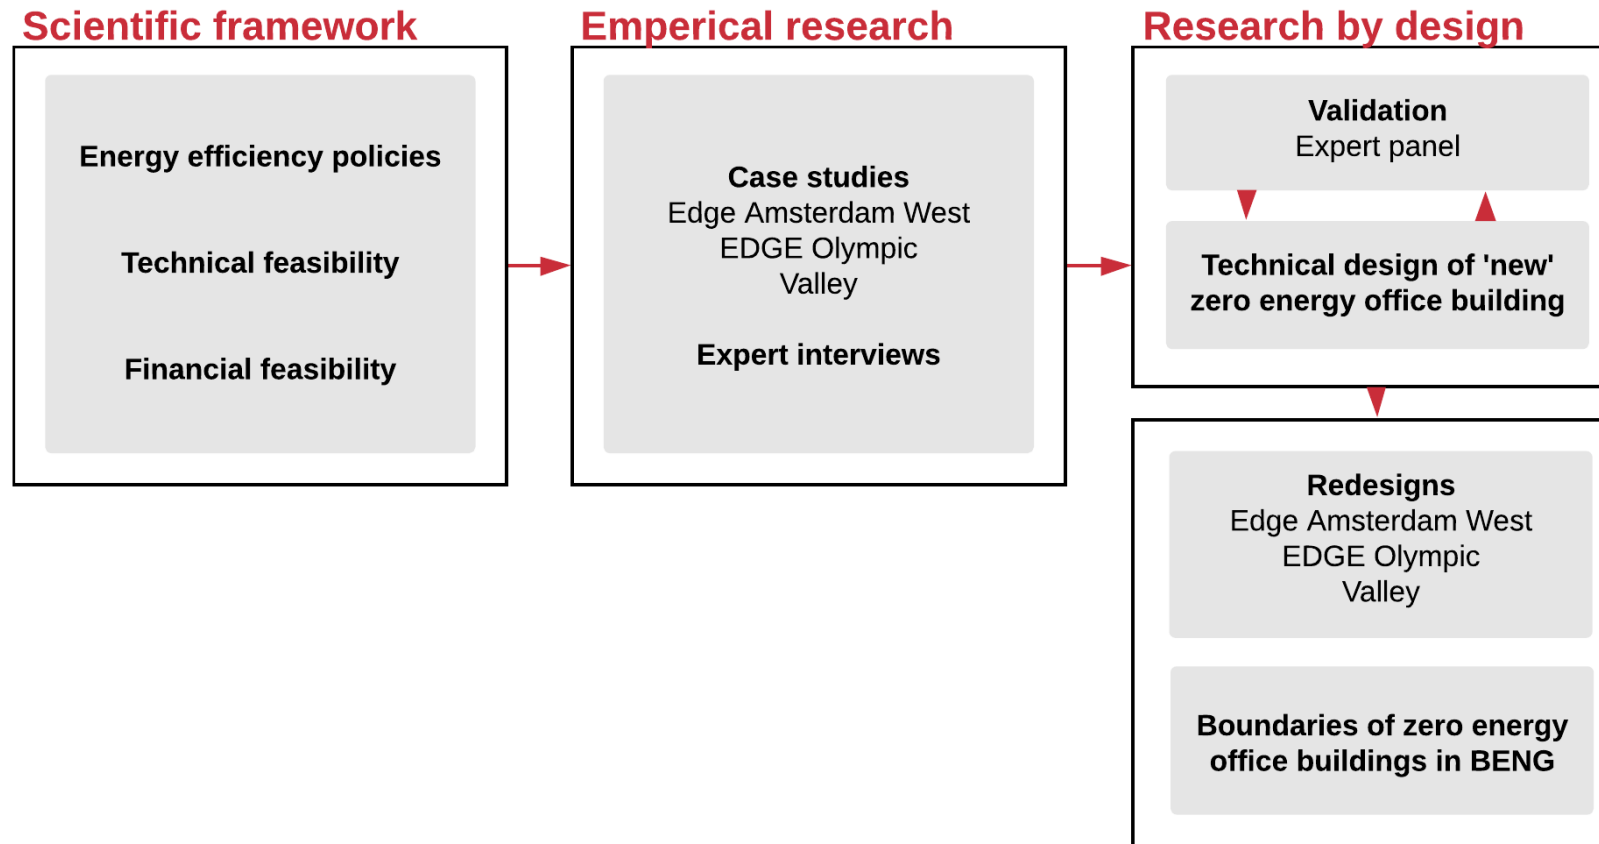 Scientific framework
Energy efficiency policies
Technical feasibility
Financial feasibility
Emperical research
Case studies
Edge Amsterdam West
EDGE Olympic
Valley
Expert interviews
Research by design
Validation
Expert panel
Technical design of 'new'
zero energy office building
Redesigns
Edge Amsterdam West
EDGE Olympic
Valley
Boundaries of zero energy
office buildings in BENG